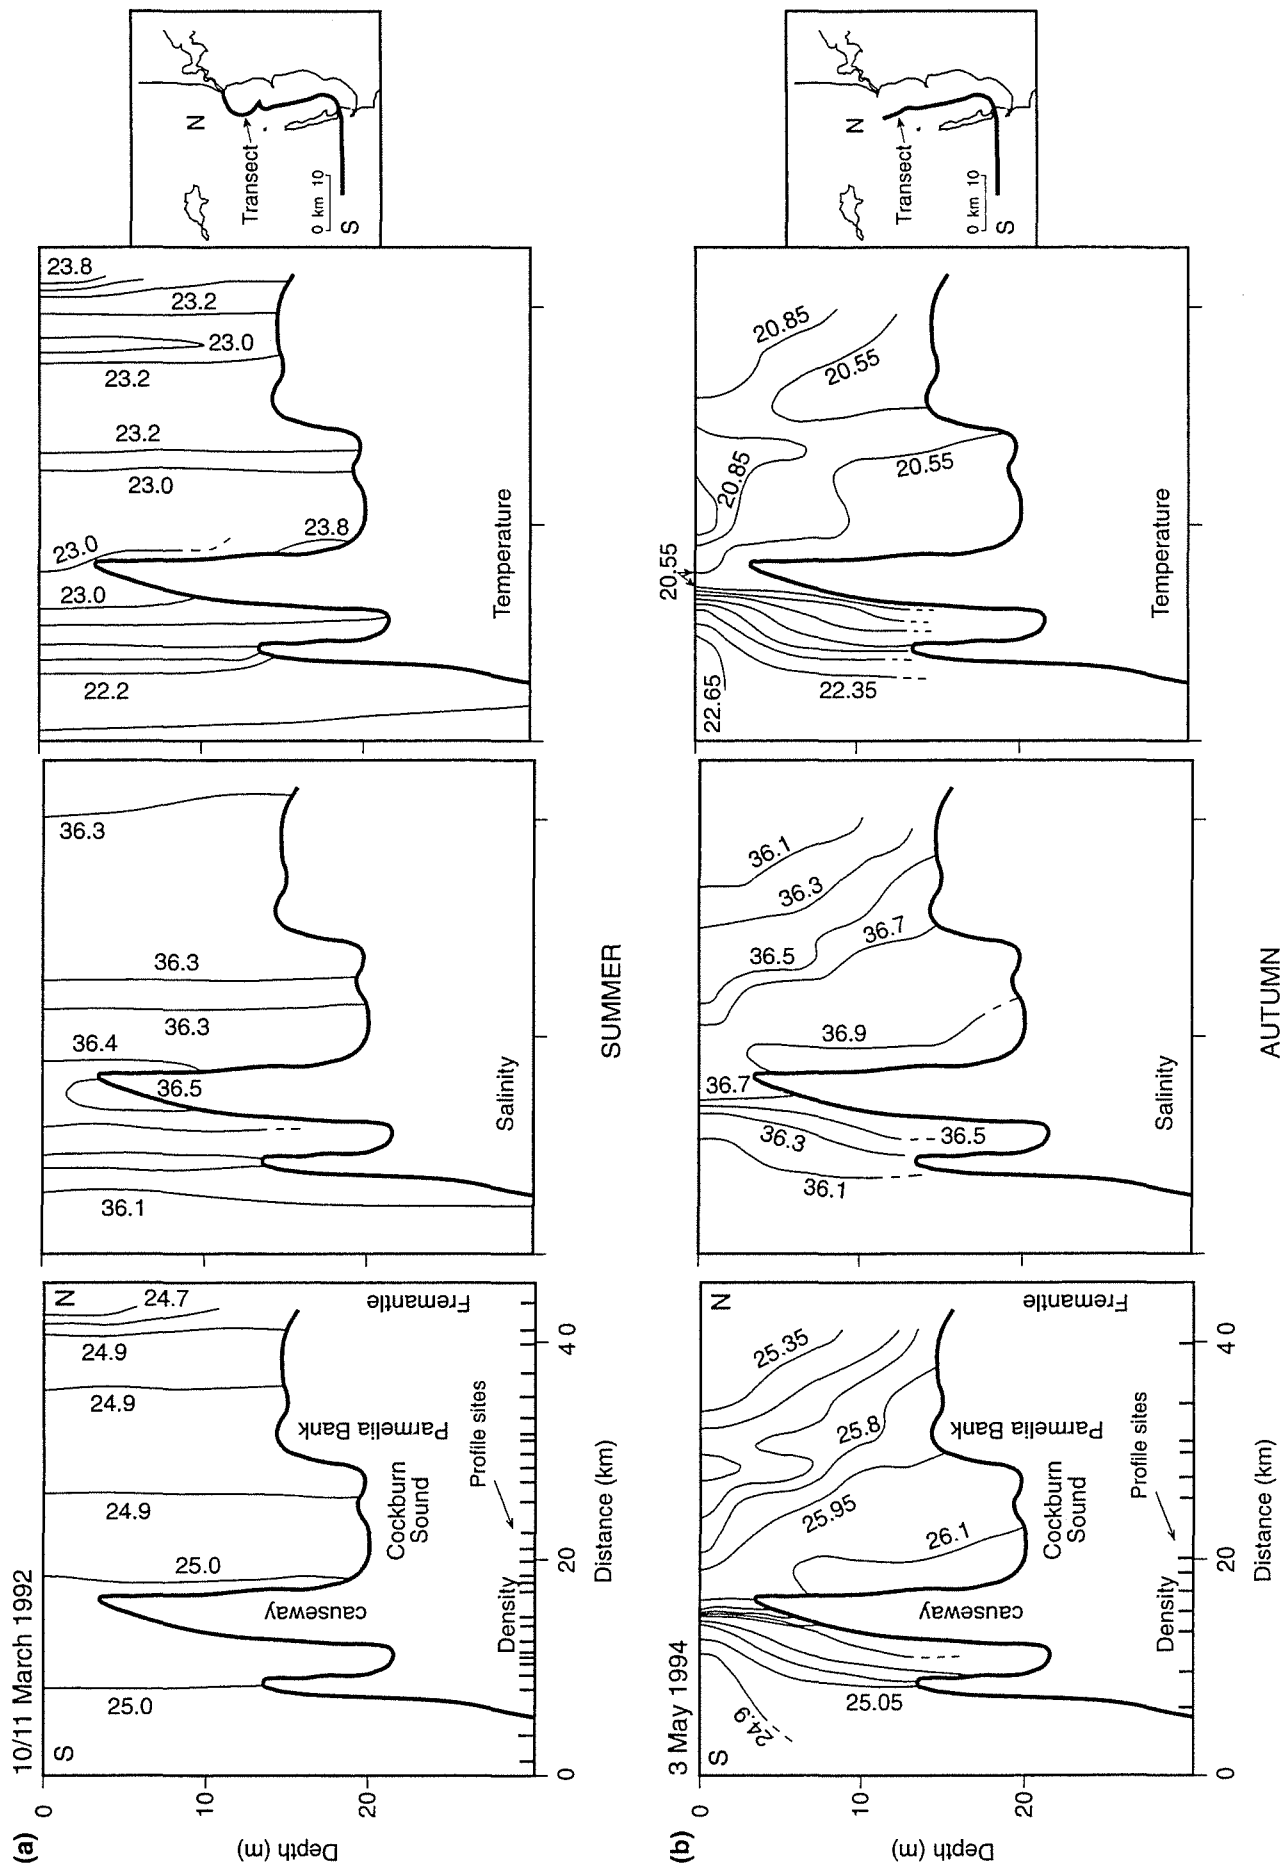 (a)
10/11 March 1992
S
N
25.0
25.0
24.9
24.9
24.9
24.7
causeway
Cockburn
Sound
Parmelia Bank
Fremantle
Density
Profile sites
0
10
20
Depth (m)
0
20
40
Distance (km)
36.1
36.5
36.4
36.3
36.3
36.3
Salinity
SUMMER
22.2
23.0
23.0
23.8
23.0
23.2
23.2
23.0
23.2
23.8
Temperature
N
Transect
0 km 10
S
(b)
3 May 1994
S
N
24.9
25.05
26.1
25.95
25.8
25.35
causeway
Cockburn
Sound
Parmelia Bank
Fremantle
Density
Profile sites
0
10
20
Depth (m)
0
20
40
Distance (km)
36.1
36.3
36.5
36.7
36.9
36.5
36.7
36.3
36.1
Salinity
AUTUMN
22.65
22.35
20.55
20.85
20.55
20.55
20.85
Temperature
N
Transect
0 km 10
S